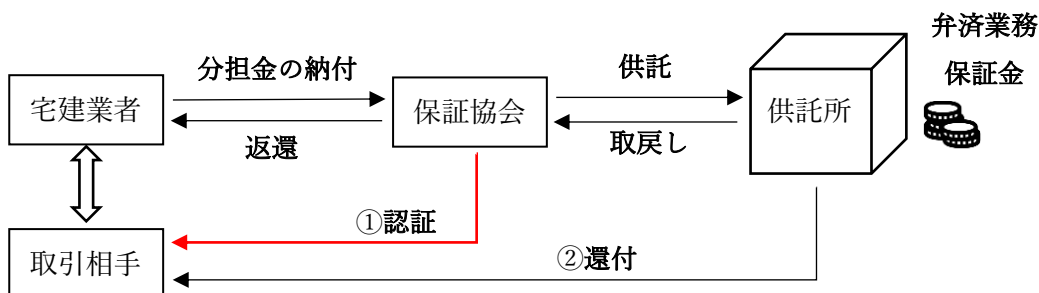 弁済業務
保証金
分担金の納付
供託
宅建業者
保証協会
供託所
返還
取戻し
①認証
取引相手
②還付